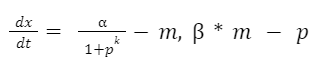 dx/dt = α/(1+p^k) − m, β * m − p